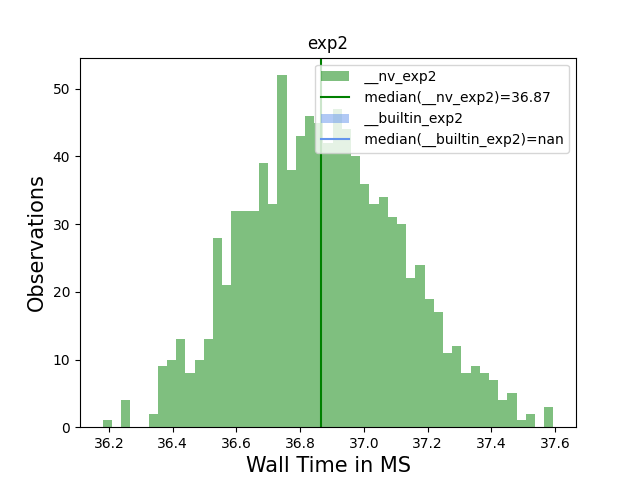 exp2
__nv_exp2
median(__nv_exp2)=36.87
__builtin_exp2
median(__builtin_exp2)=nan
50
40
30
20
10
0
Observations
36.2 36.4 36.6 36.8 37.0 37.2 37.4 37.6
Wall Time in MS